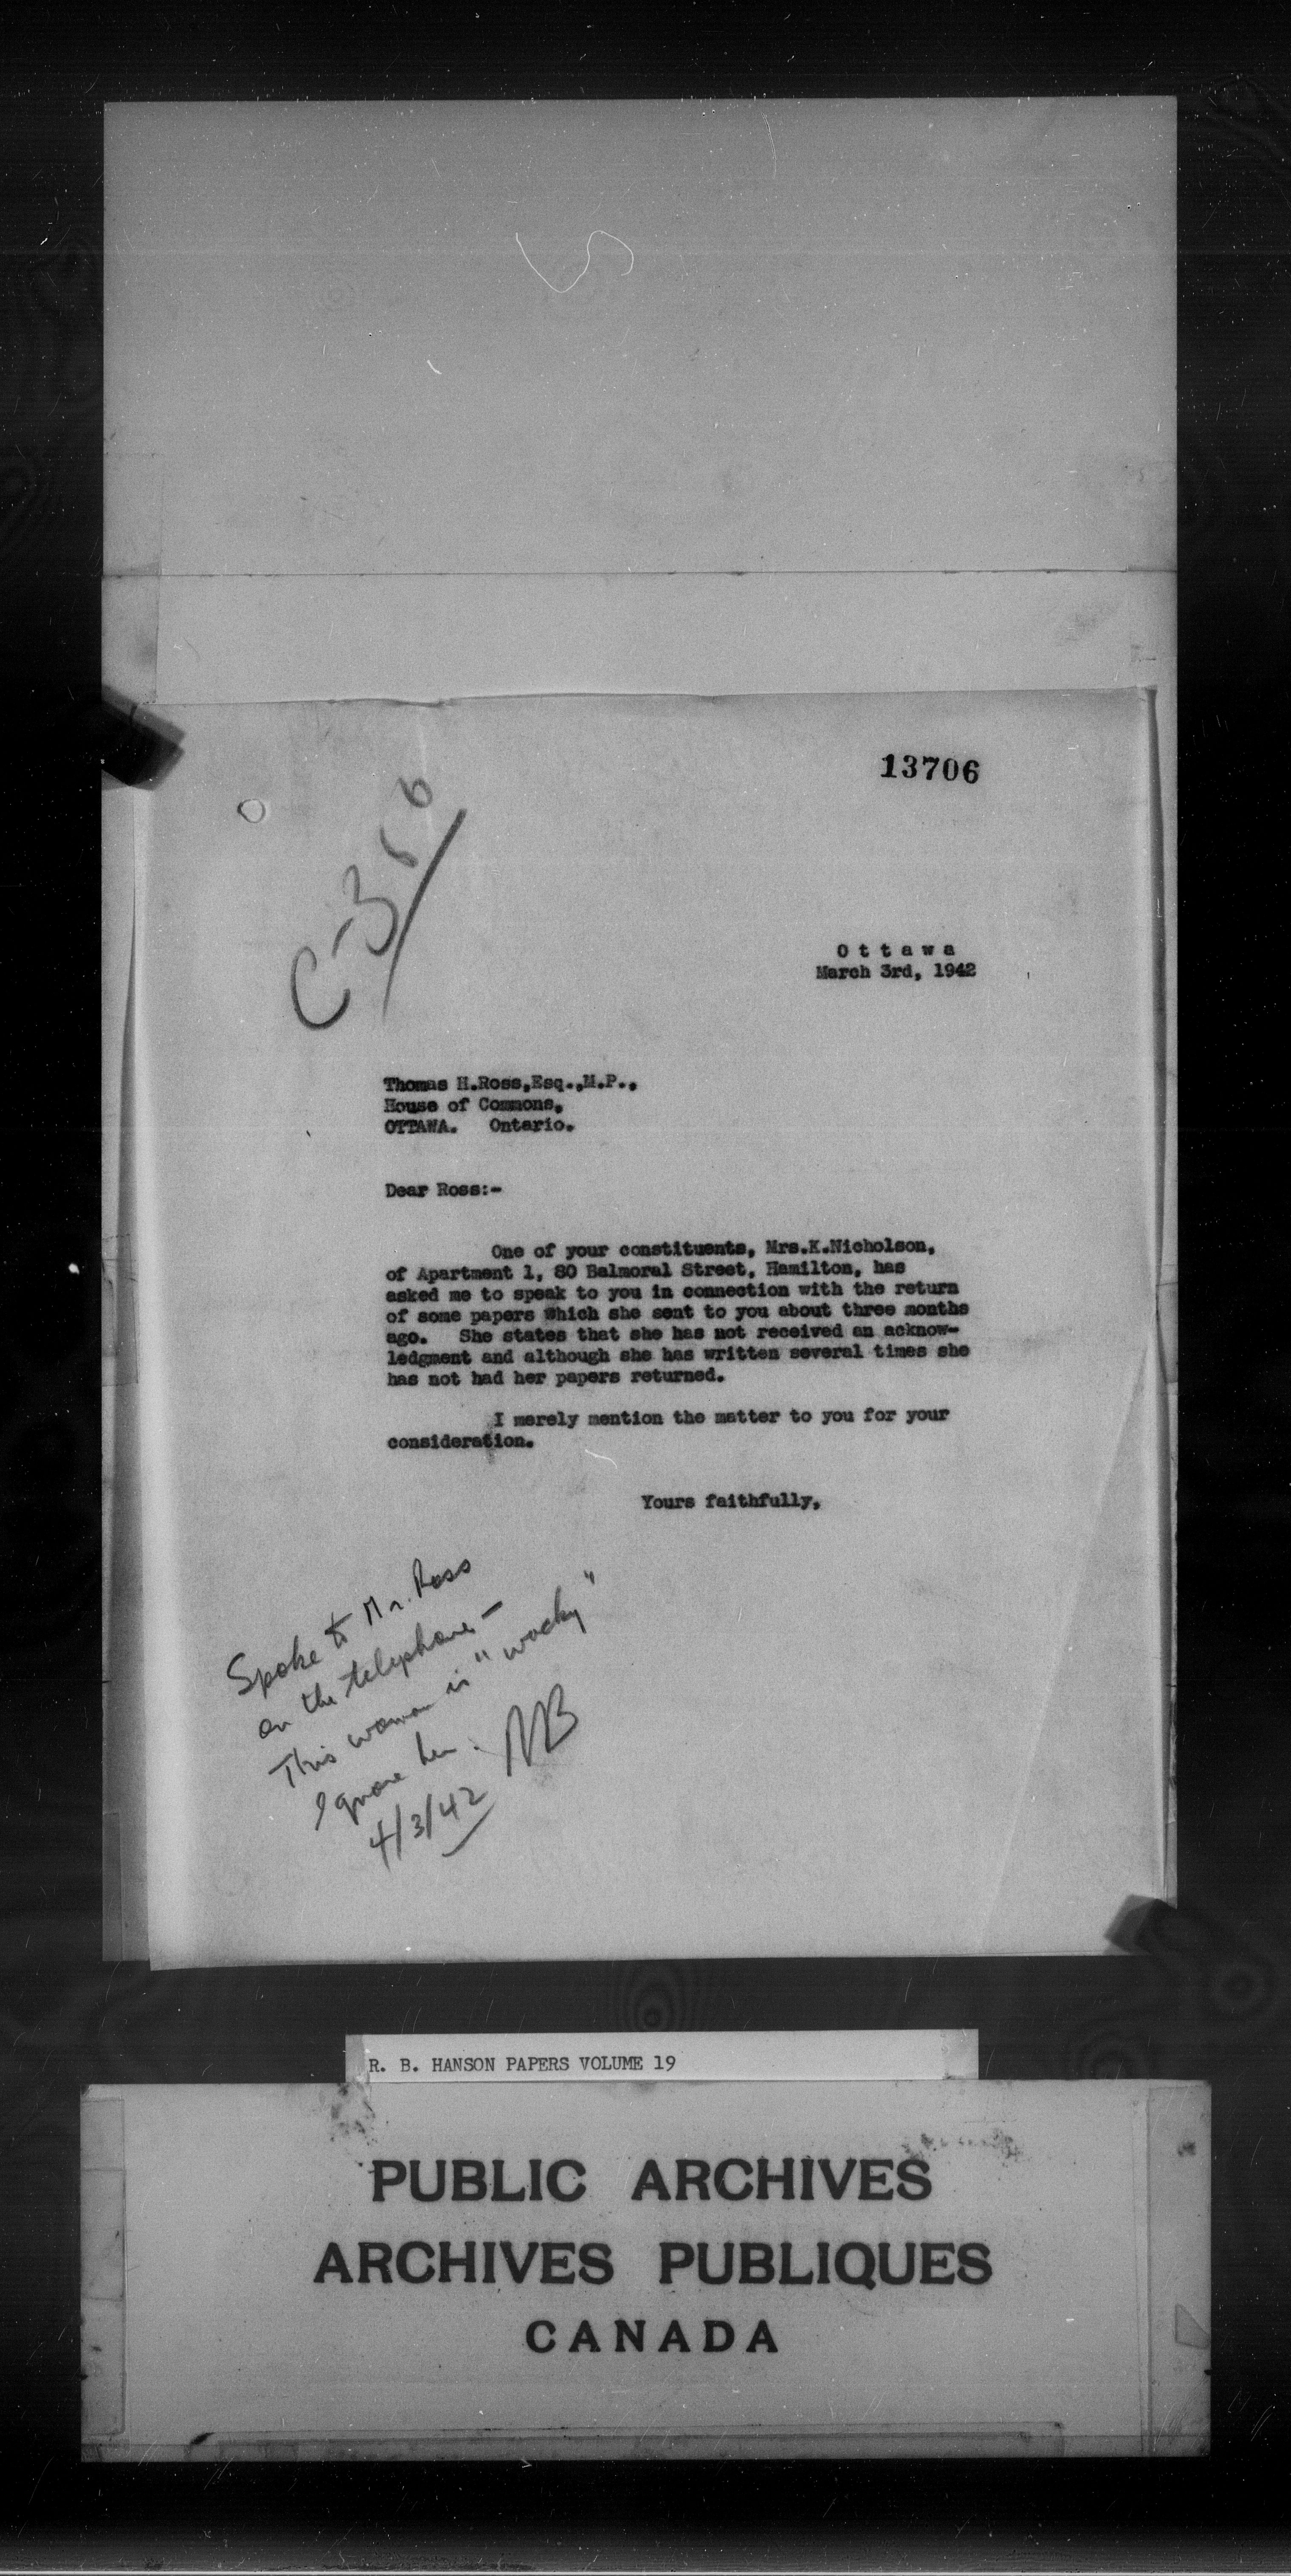 13706
C-356
O t t a w a
March 3rd, 1942
Thomas H.Ross,Esq.,M.P.,
House of Commons,
OTTAWA. Ontario.
Dear Ross:-
One of your constituents, Mrs.K.Nicholson,
of Apartment 1, 80 Balmoral Street, Hamilton, has
asked me to speak to you in connection with the return
of some papers which she sent to you about three months
ago. She states that she has not received an acknow-
ledgment and although she has written several times she
has not had her papers returned.
I merely mention the matter to you for your
consideration.
Yours faithfully,
Spoke to Mr. Ross
on the telephone -
This woman is "wacky"
Ignore her.
4/3/42
R. B. HANSON PAPERS VOLUME 19
PUBLIC ARCHIVES
ARCHIVES PUBLIQUES
CANADA